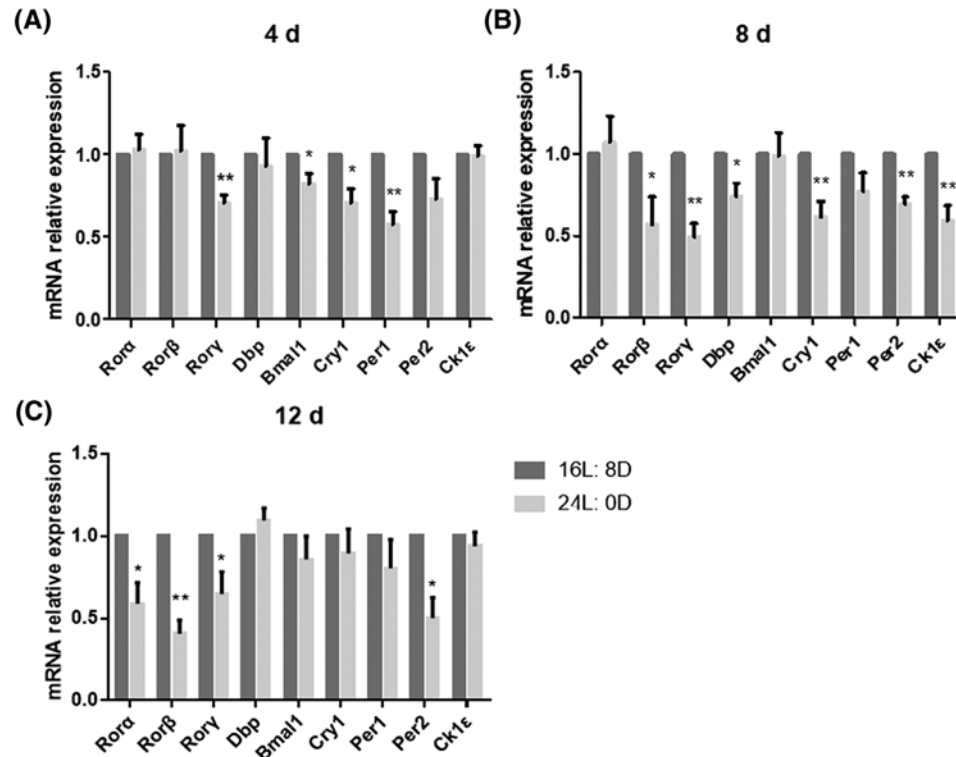 (A)
4 d
mRNA relative expression
1.5
1.0
0.5
0.0
**
*
*
**
Rorα
Rorβ
Rorγ
Dbp
Bmal1
Cry1
Per1
Per2
Ck1ε
(B)
8 d
mRNA relative expression
1.5
1.0
0.5
0.0
*
**
*
**
**
**
Rorα
Rorβ
Rorγ
Dbp
Bmal1
Cry1
Per1
Per2
Ck1ε
(C)
12 d
mRNA relative expression
1.5
1.0
0.5
0.0
*
**
*
*
Rorα
Rorβ
Rorγ
Dbp
Bmal1
Cry1
Per1
Per2
Ck1ε
16L: 8D
24L: 0D